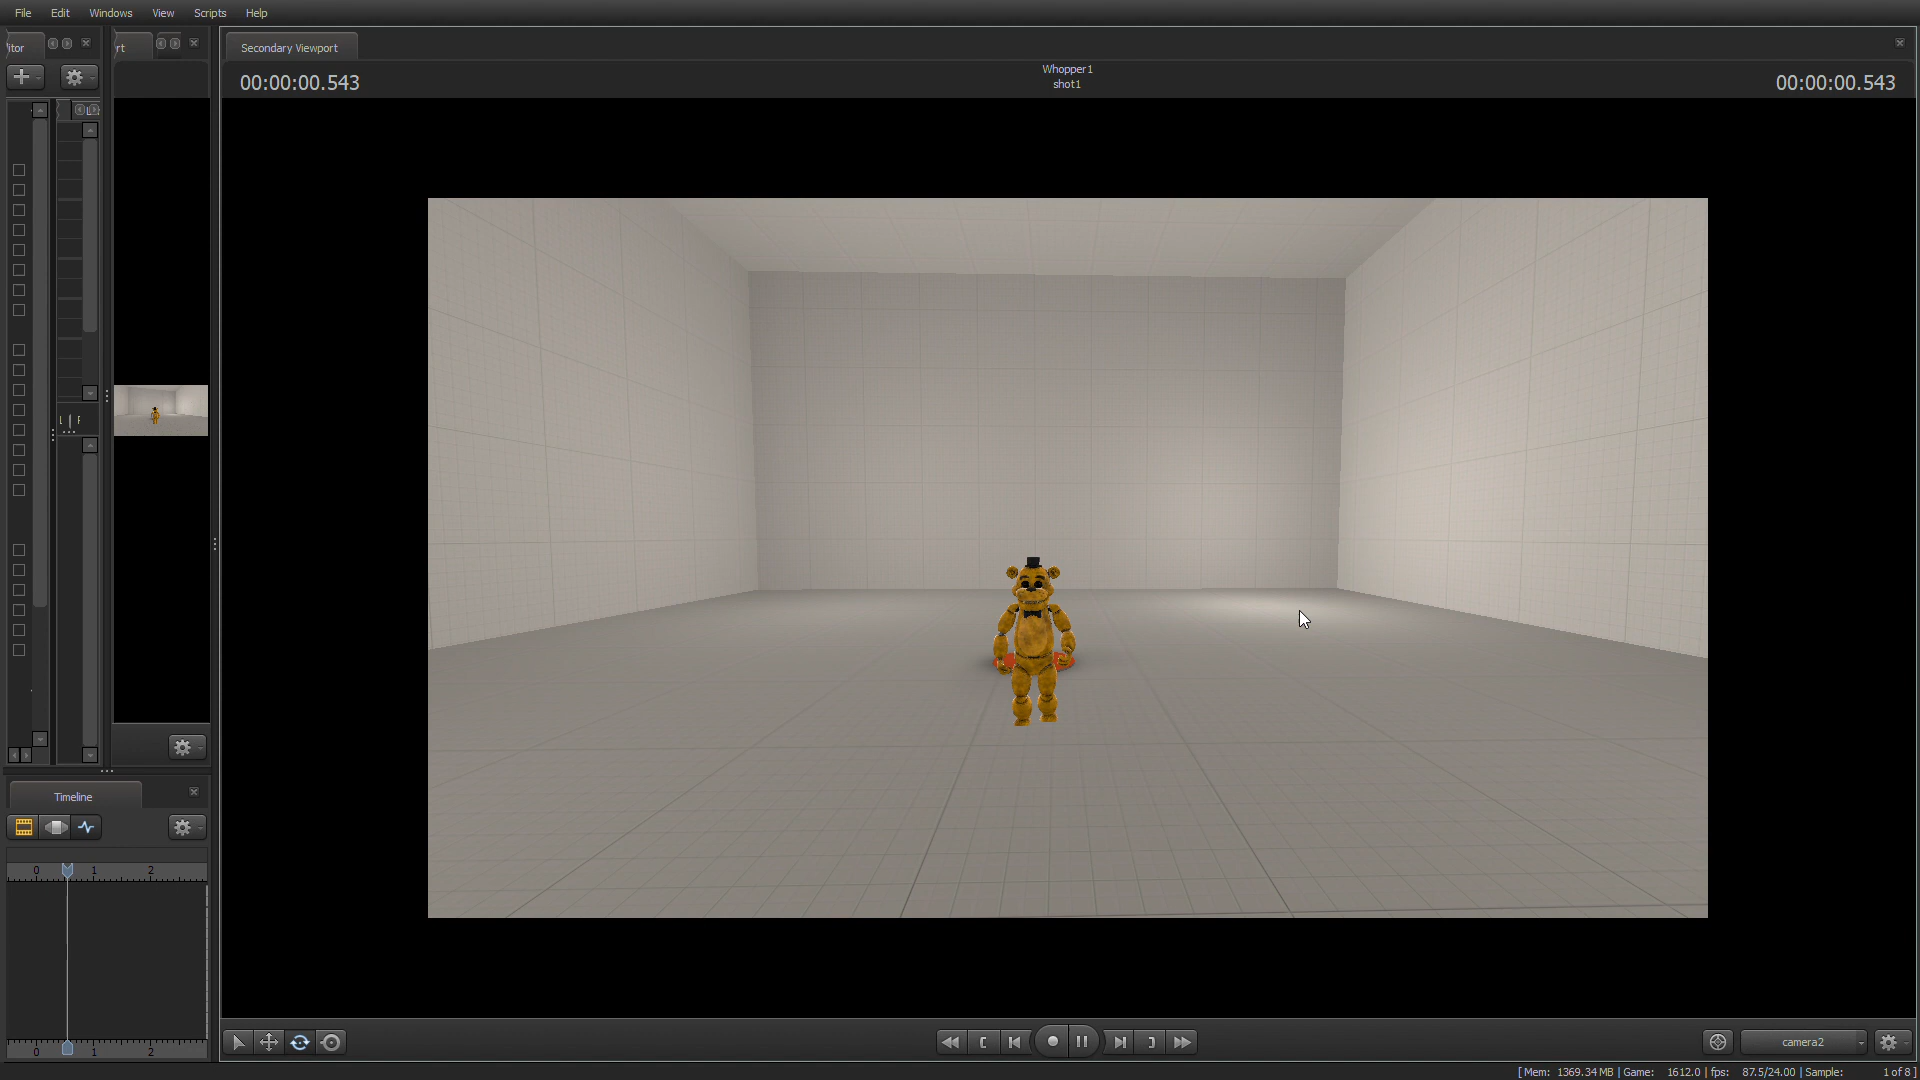 File Edit Windows View Scripts Help
itor
rt
Secondary Viewport
00:00:00.543
Whopper1
shot1
00:00:00.543
Timeline
0 1 2
0 1 2
camera2
[ Mem: 1369.34 MB | Game: 1612.0 | fps: 87.5/24.00 | Sample: 1 of 8 ]